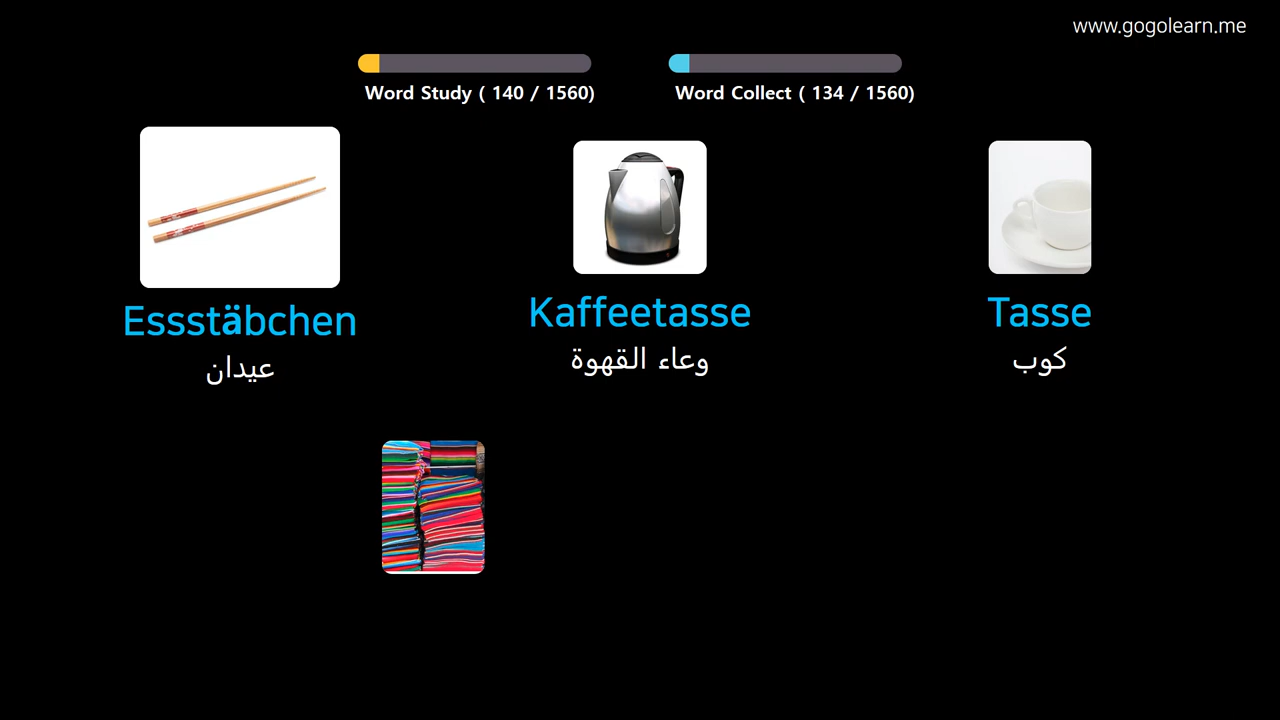 www.gogolearn.me
Word Study ( 140 / 1560)
Word Collect ( 134 / 1560)
Essstäbchen
عيدان
Kaffeetasse
وعاء القهوة
Tasse
كوب